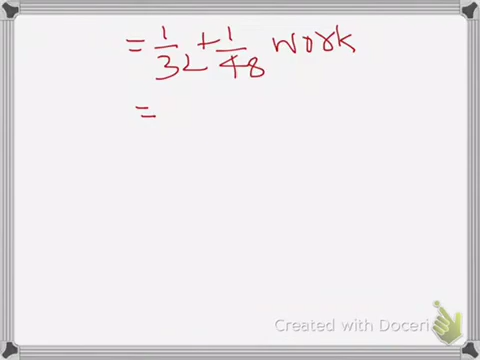 = 1/32 + 1/48 work
=
Created with Doceri